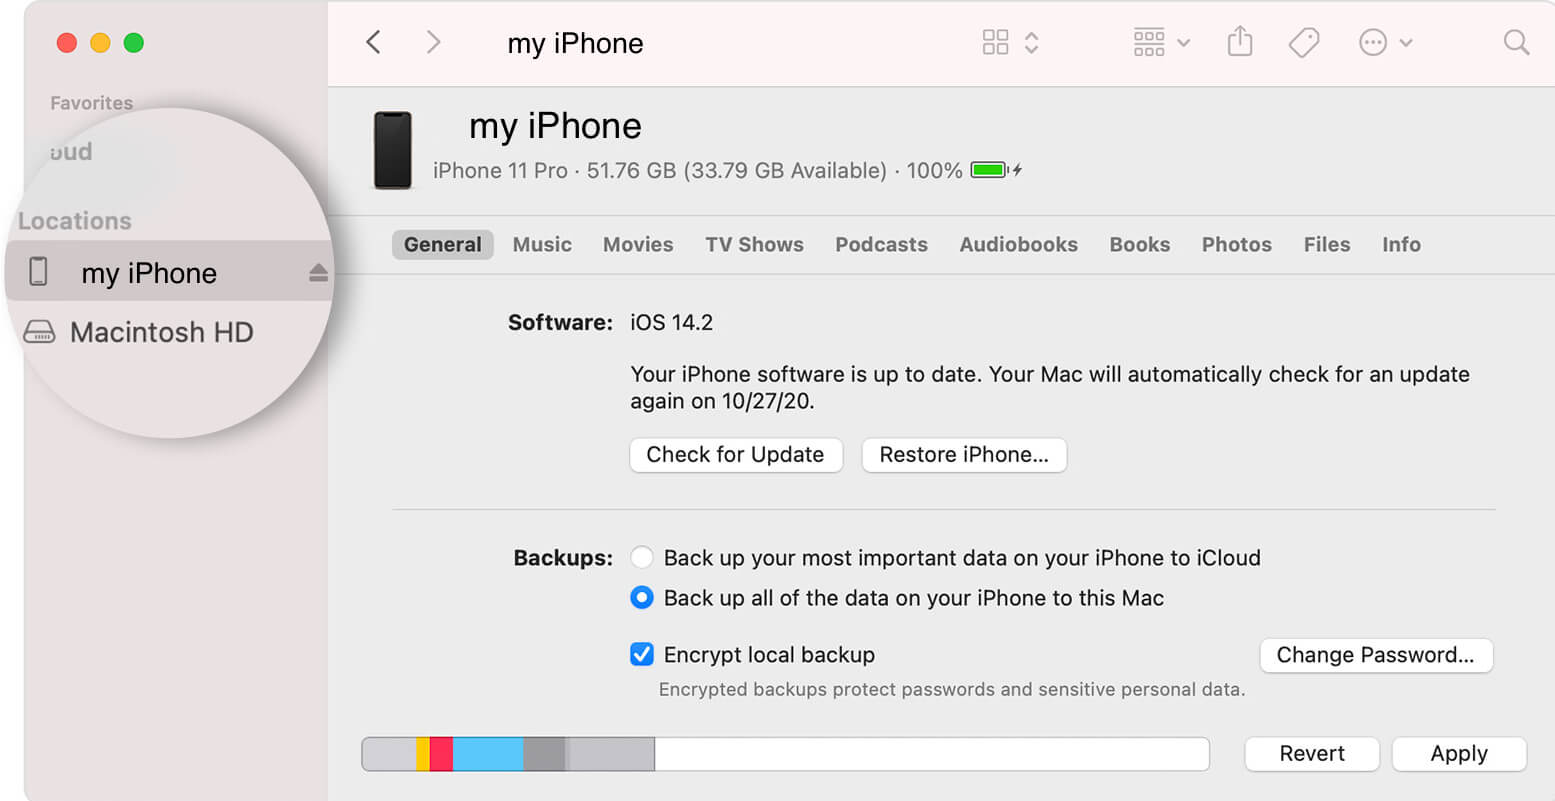 my iPhone
Favorites
oud
Locations
my iPhone
Macintosh HD
my iPhone
iPhone 11 Pro · 51.76 GB (33.79 GB Available) · 100%
General Music Movies TV Shows Podcasts Audiobooks Books Photos Files Info
Software: iOS 14.2
Your iPhone software is up to date. Your Mac will automatically check for an update
again on 10/27/20.
Check for Update Restore iPhone...
Backups: Back up your most important data on your iPhone to iCloud
Back up all of the data on your iPhone to this Mac
Encrypt local backup Change Password...
Encrypted backups protect passwords and sensitive personal data.
Revert Apply